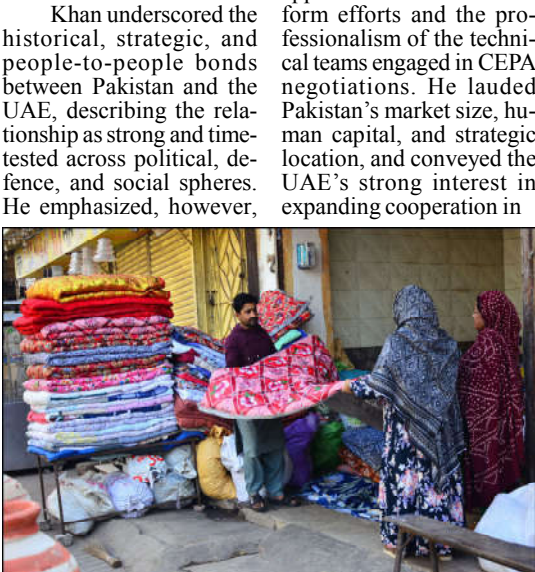 Khan underscored the
historical, strategic, and
people-to-people bonds
between Pakistan and the
UAE, describing the rela-
tionship as strong and time-
tested across political, de-
fence, and social spheres.
He emphasized, however,
form efforts and the pro-
fessionalism of the techni-
cal teams engaged in CEPA
negotiations. He lauded
Pakistan's market size, hu-
man capital, and strategic
location, and conveyed the
UAE's strong interest in
expanding cooperation in